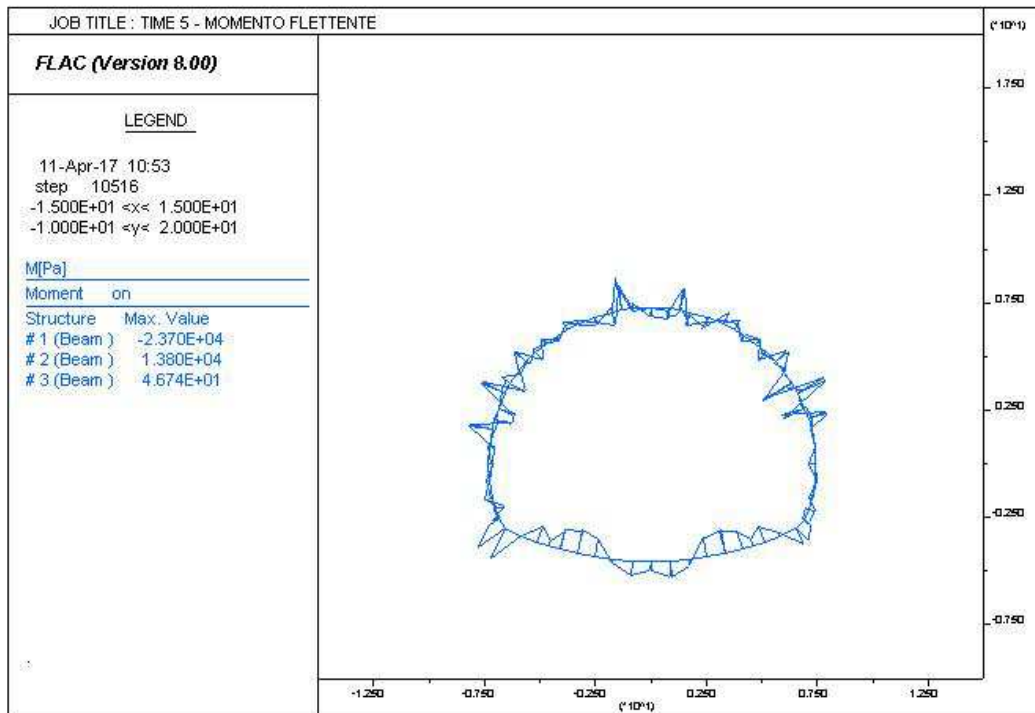 JOB TITLE : TIME 5 - MOMENTO FLETTENTE
FLAC (Version 8.00)
LEGEND
11-Apr-17 10:53
step 10516
-1.500E+01 <x< 1.500E+01
-1.000E+01 <y< 2.000E+01
M[Pa]
Moment on
Structure Max. Value
# 1 (Beam ) -2.370E+04
# 2 (Beam ) 1.380E+04
# 3 (Beam ) 4.674E+01
(*10^1)
1.750
1.250
0.750
0.250
-0.250
-0.750
-1.250 -0.750 -0.250 0.250 0.750 1.250
(*10^1)